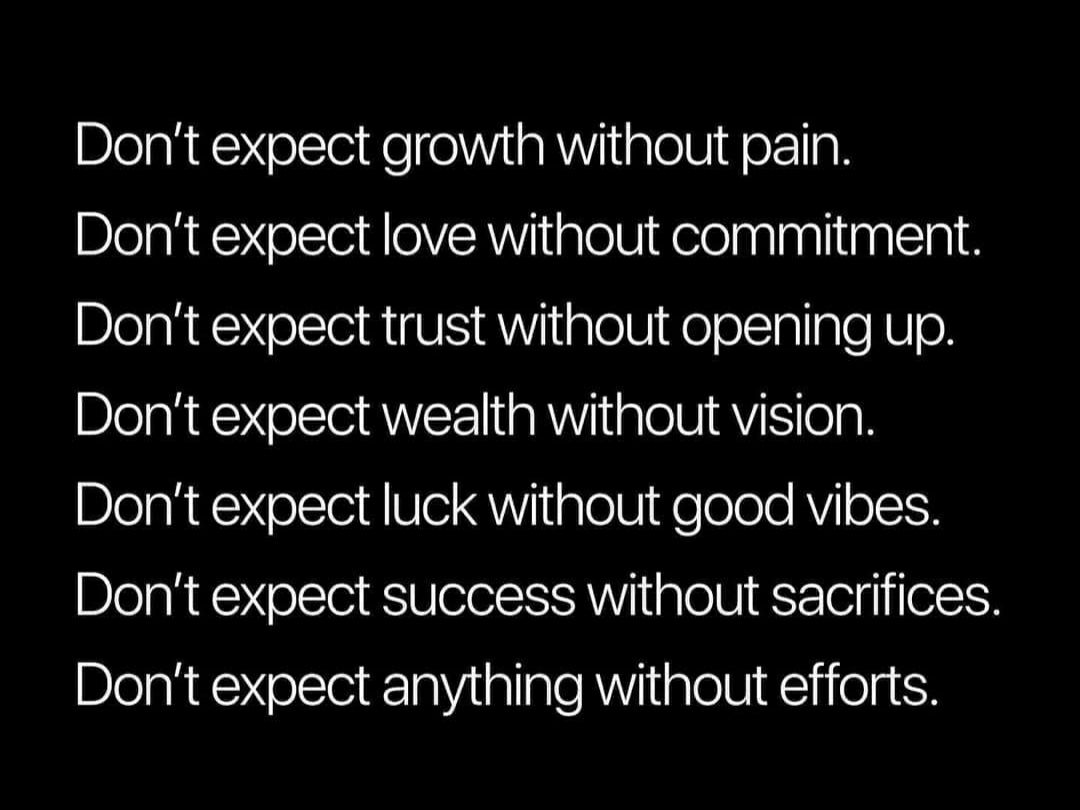 Don't expect growth without pain.
Don't expect love without commitment.
Don't expect trust without opening up.
Don't expect wealth without vision.
Don't expect luck without good vibes.
Don't expect success without sacrifices.
Don't expect anything without efforts.